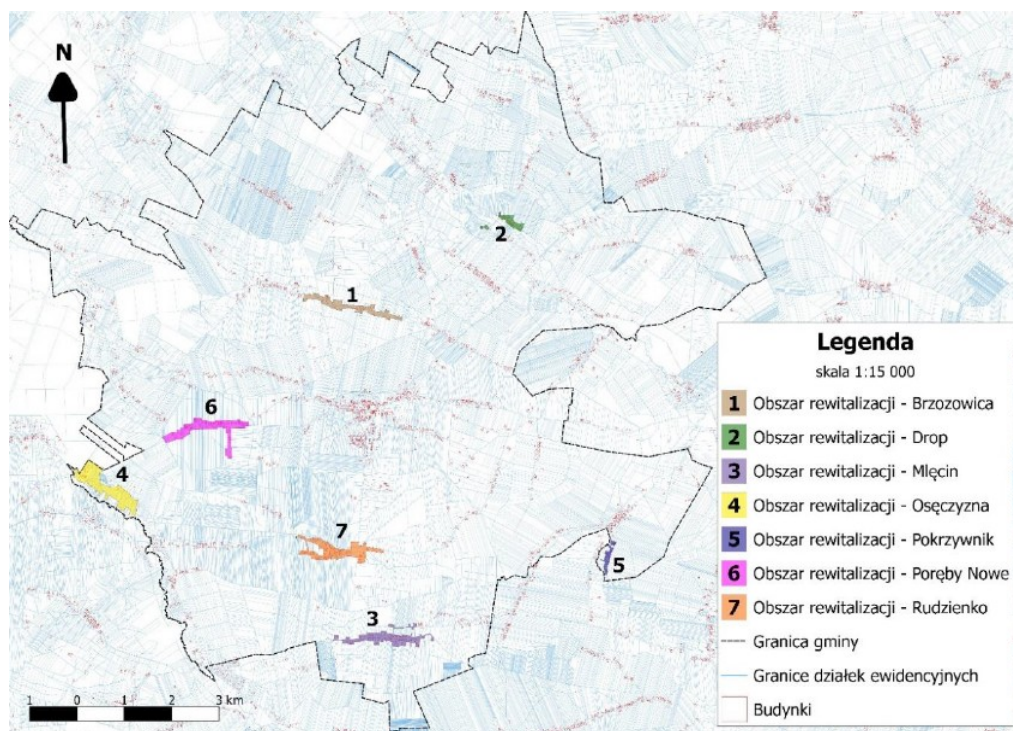 N
2
1
6
4
7
5
3
Legenda
skala 1:15 000
1 Obszar rewitalizacji - Brzozowica
2 Obszar rewitalizacji - Drop
3 Obszar rewitalizacji - Mlęcin
4 Obszar rewitalizacji - Osęczyzna
5 Obszar rewitalizacji - Pokrzywnik
6 Obszar rewitalizacji - Poręby Nowe
7 Obszar rewitalizacji - Rudzienko
Granica gminy
Granice działek ewidencyjnych
Budynki
1 0 1 2 3 km